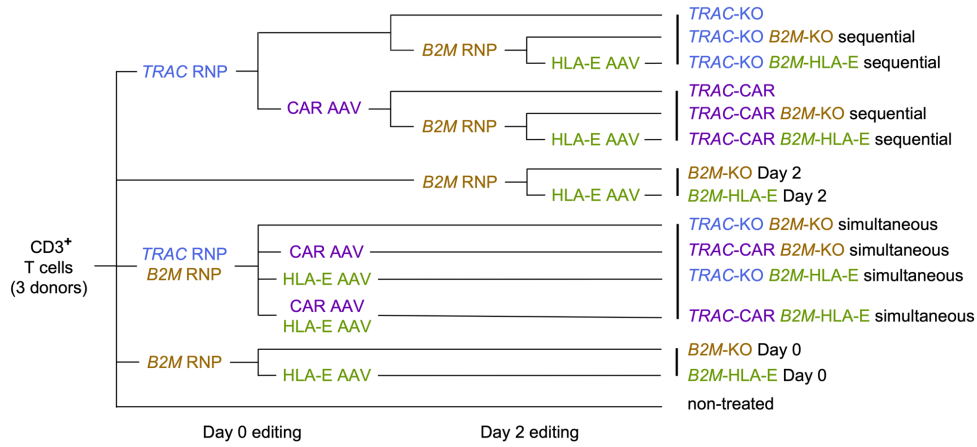 TRAC-KO
B2M RNP
TRAC-KO B2M-KO sequential
HLA-E AAV
TRAC-KO B2M-HLA-E sequential
TRAC RNP
CAR AAV
TRAC-CAR
B2M RNP
TRAC-CAR B2M-KO sequential
HLA-E AAV
TRAC-CAR B2M-HLA-E sequential
B2M RNP
B2M-KO Day 2
HLA-E AAV
B2M-HLA-E Day 2
CD3+
T cells
(3 donors)
TRAC RNP
B2M RNP
TRAC-KO B2M-KO simultaneous
CAR AAV
TRAC-CAR B2M-KO simultaneous
HLA-E AAV
TRAC-KO B2M-HLA-E simultaneous
CAR AAV
HLA-E AAV
TRAC-CAR B2M-HLA-E simultaneous
B2M RNP
B2M-KO Day 0
HLA-E AAV
B2M-HLA-E Day 0
non-treated
Day 0 editing
Day 2 editing